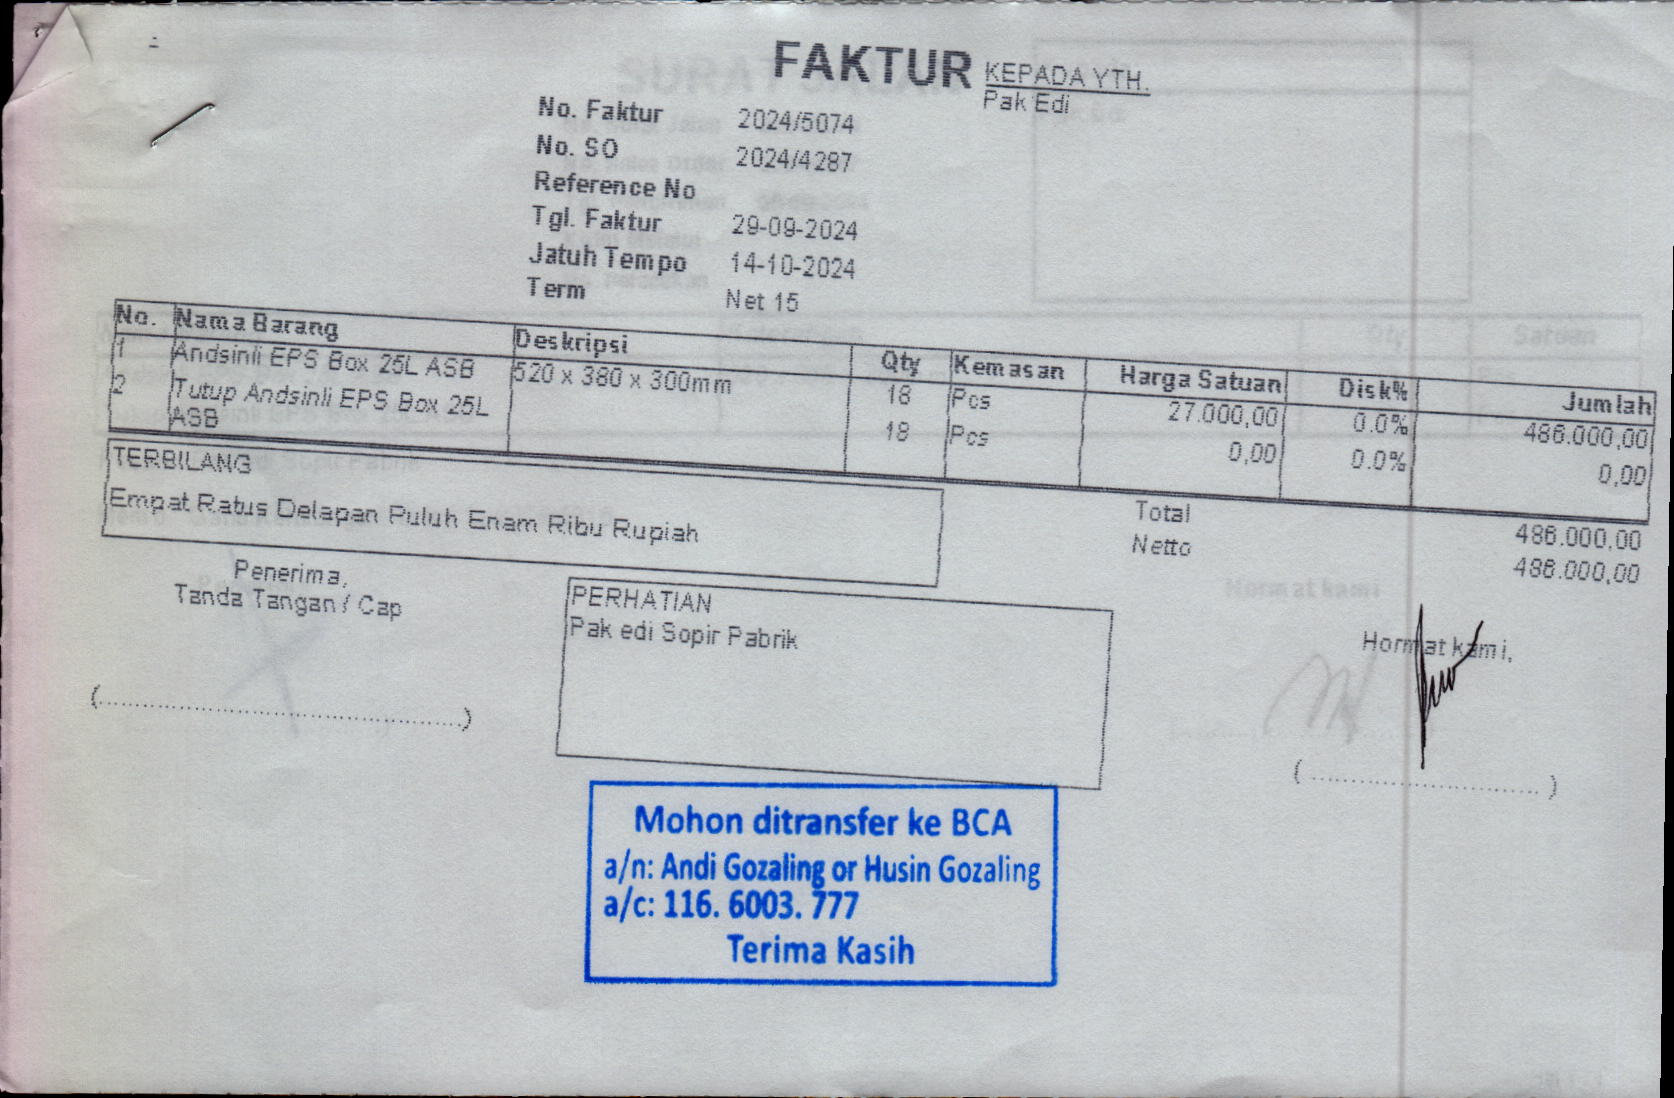 FAKTUR
KEPADA YTH.
Pak Edi
No. Faktur 2024/5074
No. SO 2024/4287
Reference No
Tgl. Faktur 29-09-2024
Jatuh Tempo 14-10-2024
Term Net 15
No. Nama Barang Deskripsi Qty Kemasan Harga Satuan Disk% Jumlah
1 Andsinli EPS Box 25L ASB 520 x 380 x 300mm 18 Pcs 27.000,00 0.0% 486.000,00
2 Tutup Andsinli EPS Box 25L 18 Pcs 0,00 0.0% 0,00
ASB
TERBILANG
Empat Ratus Delapan Puluh Enam Ribu Rupiah
Total 486.000,00
Netto 486.000,00
Penerima,
Tanda Tangan / Cap
(................................................)
PERHATIAN
Pak edi Sopir Pabrik
Hormat kami,
( ................................ )
Mohon ditransfer ke BCA
a/n: Andi Gozaling or Husin Gozaling
a/c: 116. 6003. 777
Terima Kasih